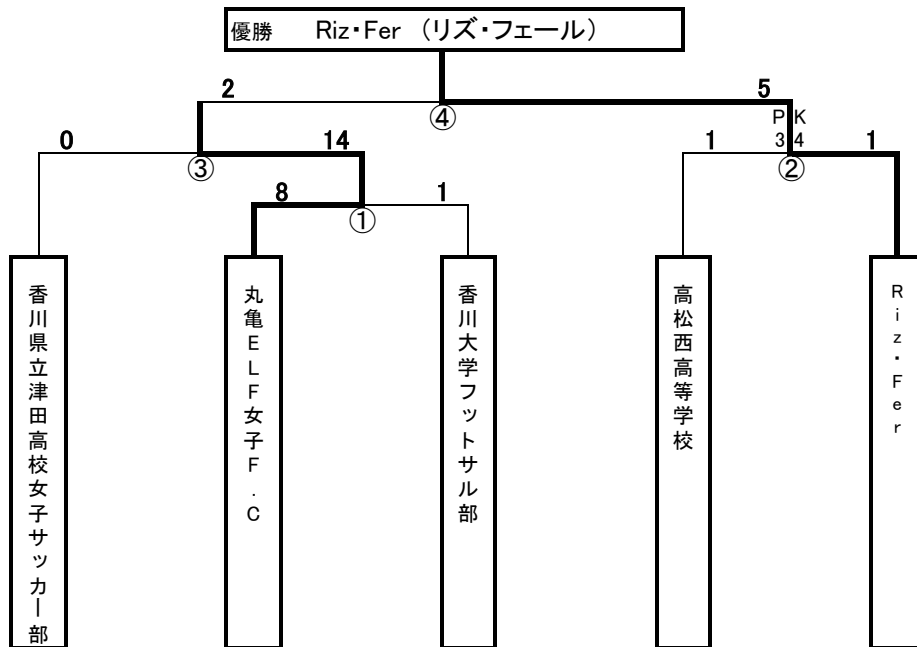 優勝 Riz・Fer (リズ・フェール)
2
5
④
P K
3 4
0
14
1
1
③
②
8
1
①
香川県立津田高校女子サッカー部
丸亀ELF女子F.C
香川大学フットサル部
高松西高等学校
Riz・Fer